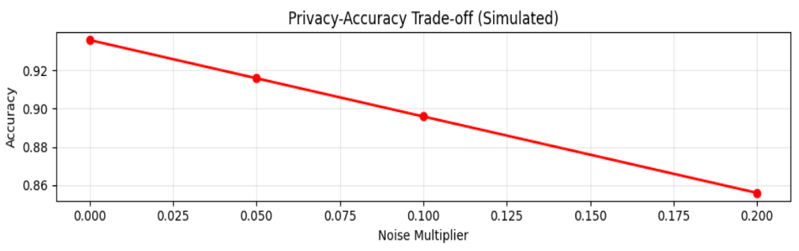 Privacy-Accuracy Trade-off (Simulated)
Accuracy
0.92
0.90
0.88
0.86
0.000 0.025 0.050 0.075 0.100 0.125 0.150 0.175 0.200
Noise Multiplier